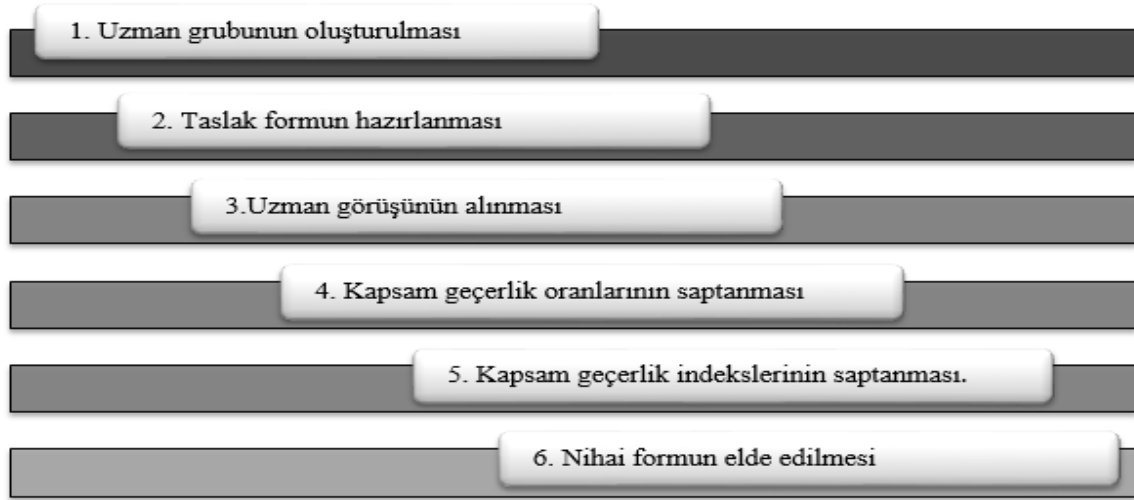 1. Uzman grubunun oluşturulması
2. Taslak formun hazırlanması
3.Uzman görüşünün alınması
4. Kapsam geçerlik oranlarının saptanması
5. Kapsam geçerlik indekslerinin saptanması.
6. Nihai formun elde edilmesi